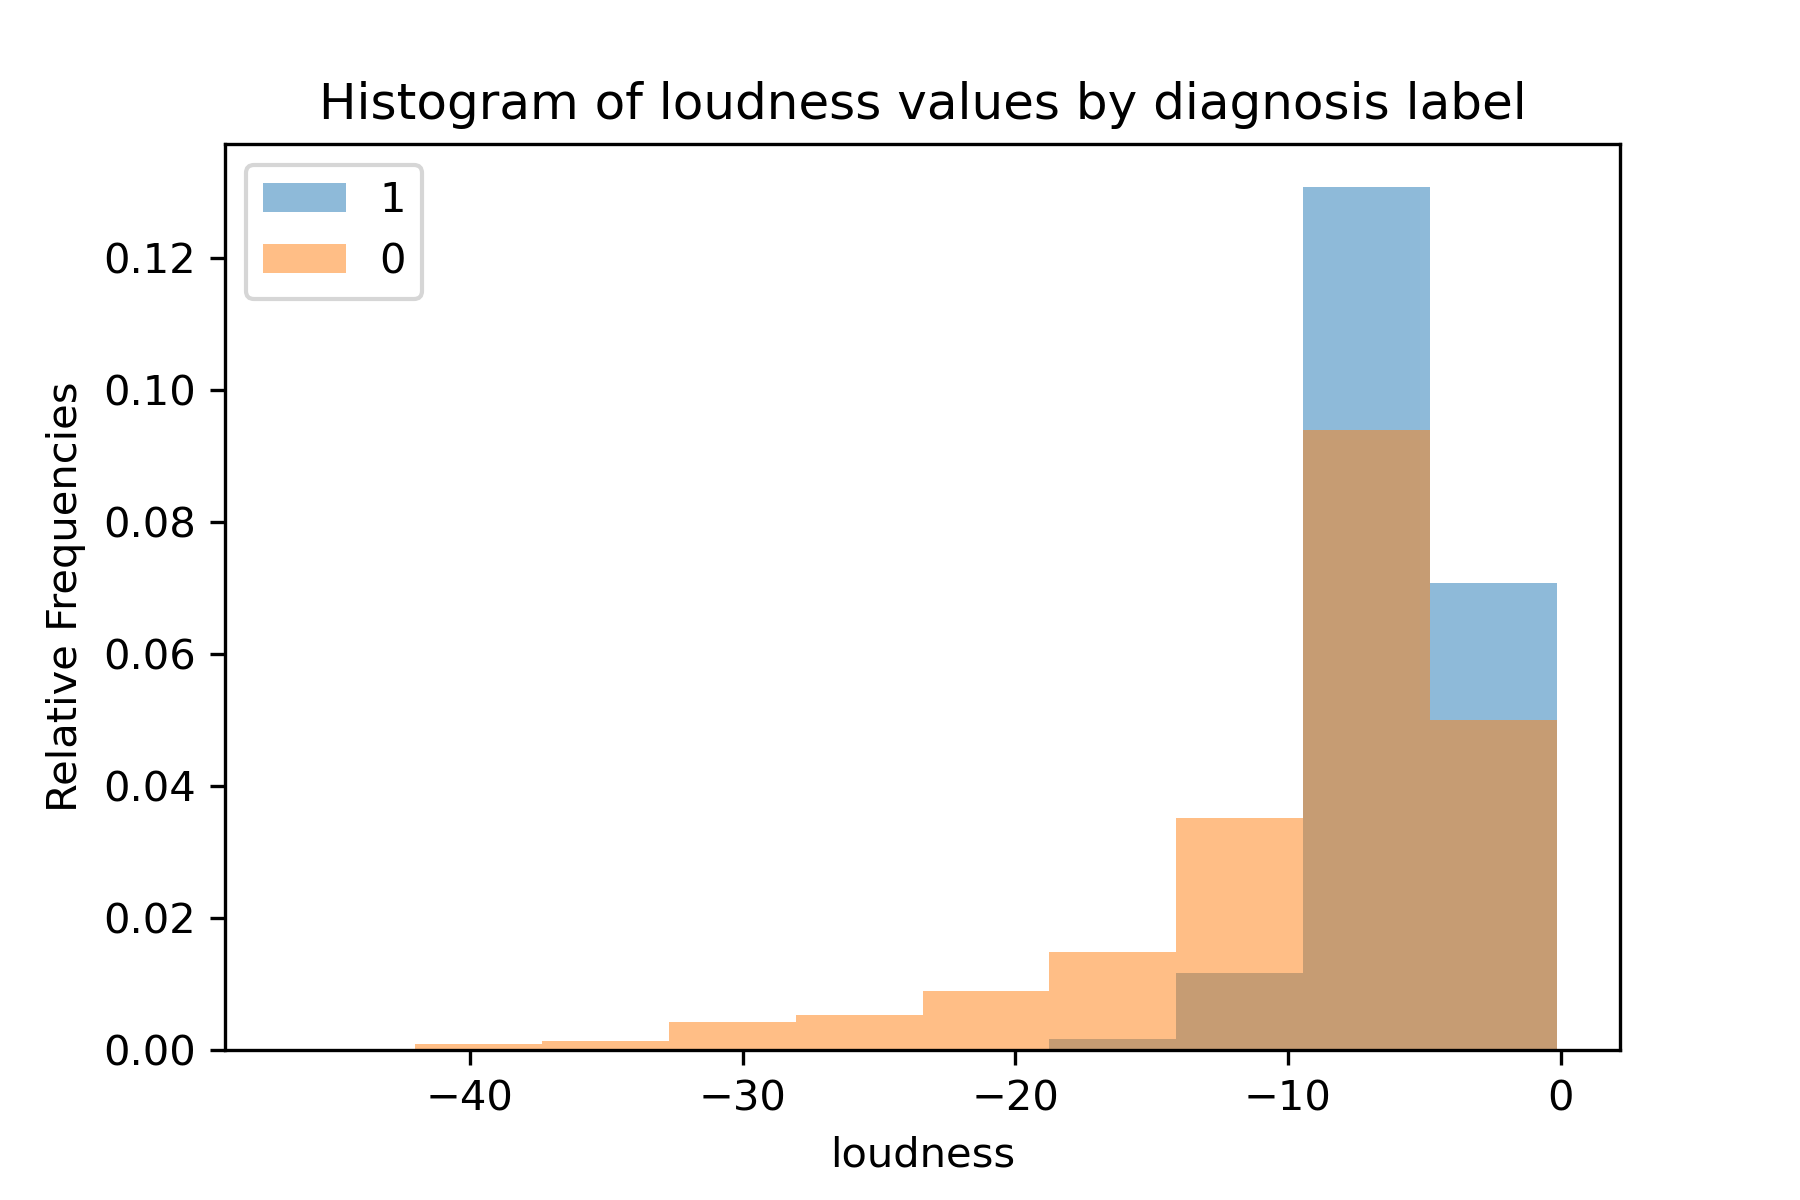 Histogram of loudness values by diagnosis label
1
0
0.12
0.10
0.08
0.06
0.04
0.02
0.00
Relative Frequencies
−40 −30 −20 −10 0
loudness